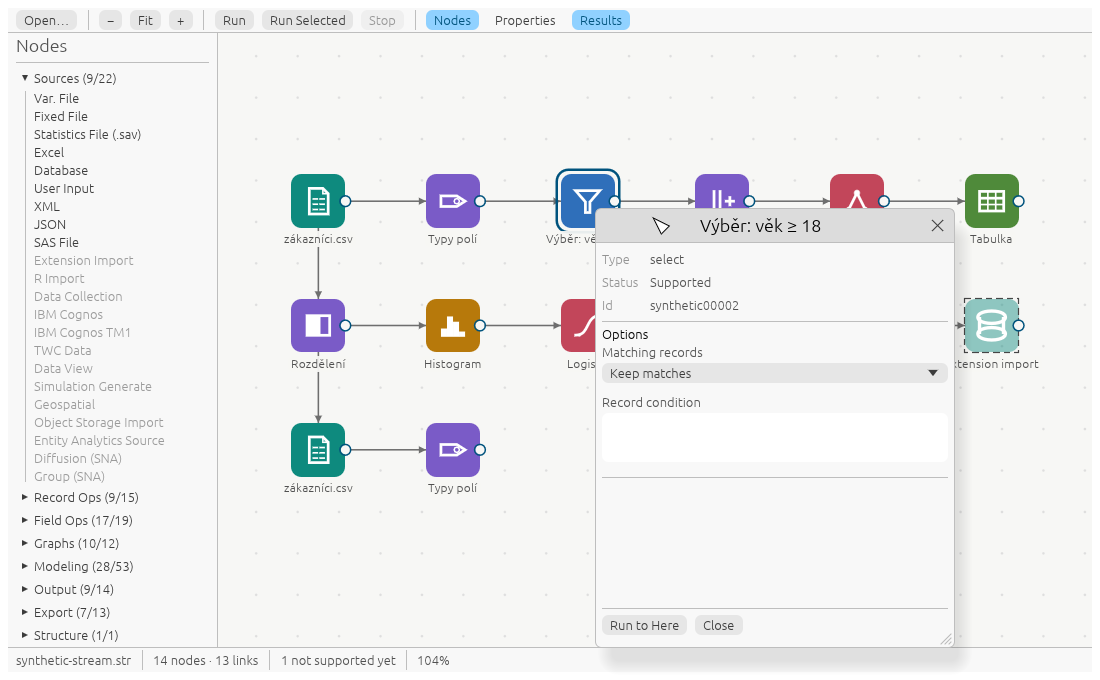 Open…
–
Fit
+
Run
Run Selected
Stop
Nodes
Properties
Results
Nodes
Sources (9/22)
Var. File
Fixed File
Statistics File (.sav)
Excel
Database
User Input
XML
JSON
SAS File
Extension Import
R Import
Data Collection
IBM Cognos
IBM Cognos TM1
TWC Data
Data View
Simulation Generate
Geospatial
Object Storage Import
Entity Analytics Source
Diffusion (SNA)
Group (SNA)
Record Ops (9/15)
Field Ops (17/19)
Graphs (10/12)
Modeling (28/53)
Output (9/14)
Export (7/13)
Structure (1/1)
zákazníci.csv
Typy polí
Výběr: vě
Tabulka
Rozdělení
Histogram
Logis
xtension import
zákazníci.csv
Typy polí
Výběr: věk ≥ 18
Type select
Status Supported
Id synthetic00002
Options
Matching records
Keep matches
Record condition
Run to Here
Close
synthetic-stream.str
14 nodes · 13 links
1 not supported yet
104%